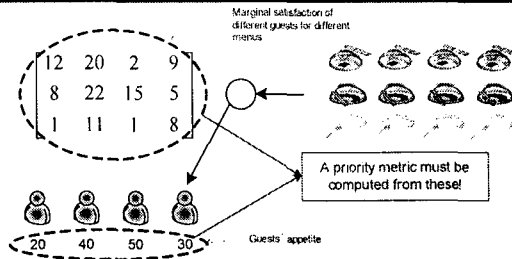 Marginal satisfaction of
different guests for different
menus
12 20 2 9
8 22 15 5
1 11 1 8
A priority metric must be
computed from these!
20 40 50 30
Guests' appetite